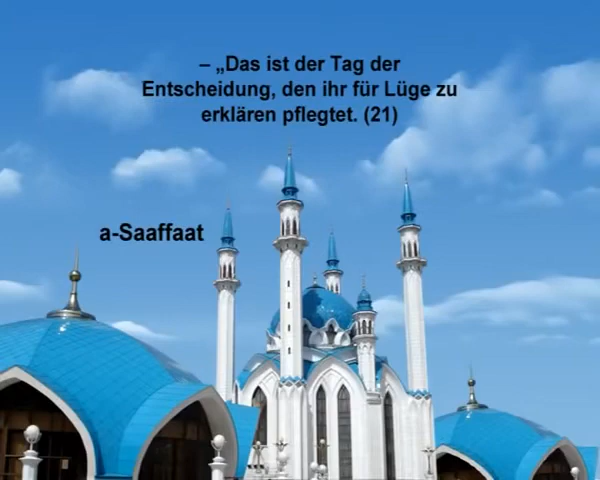 – „Das ist der Tag der
Entscheidung, den ihr für Lüge zu
erklären pflegtet. (21)
a-Saaffaat